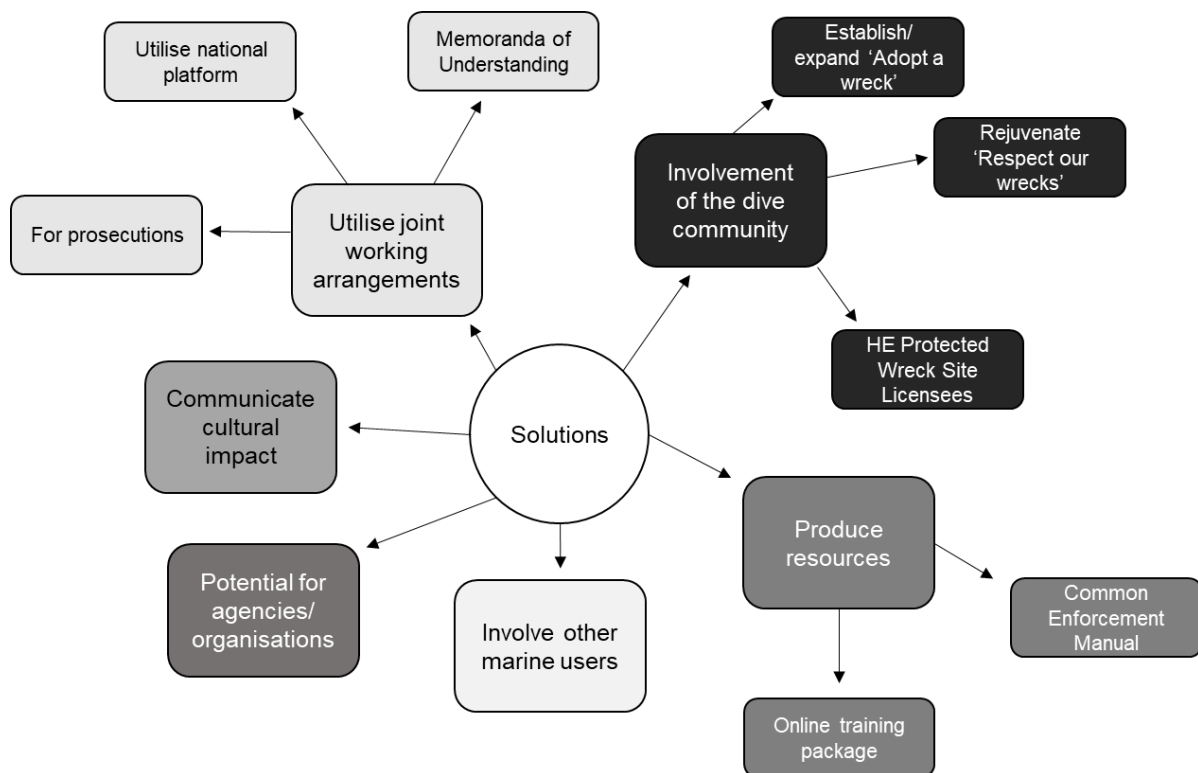 Utilise national
platform
Memoranda of
Understanding
Establish/
expand ‘Adopt a
wreck’
Rejuvenate
‘Respect our
wrecks’
Involvement
of the dive
community
For prosecutions
Utilise joint
working
arrangements
HE Protected
Wreck Site
Licensees
Communicate
cultural
impact
Solutions
Produce
resources
Potential for
agencies/
organisations
Involve other
marine users
Common
Enforcement
Manual
Online training
package